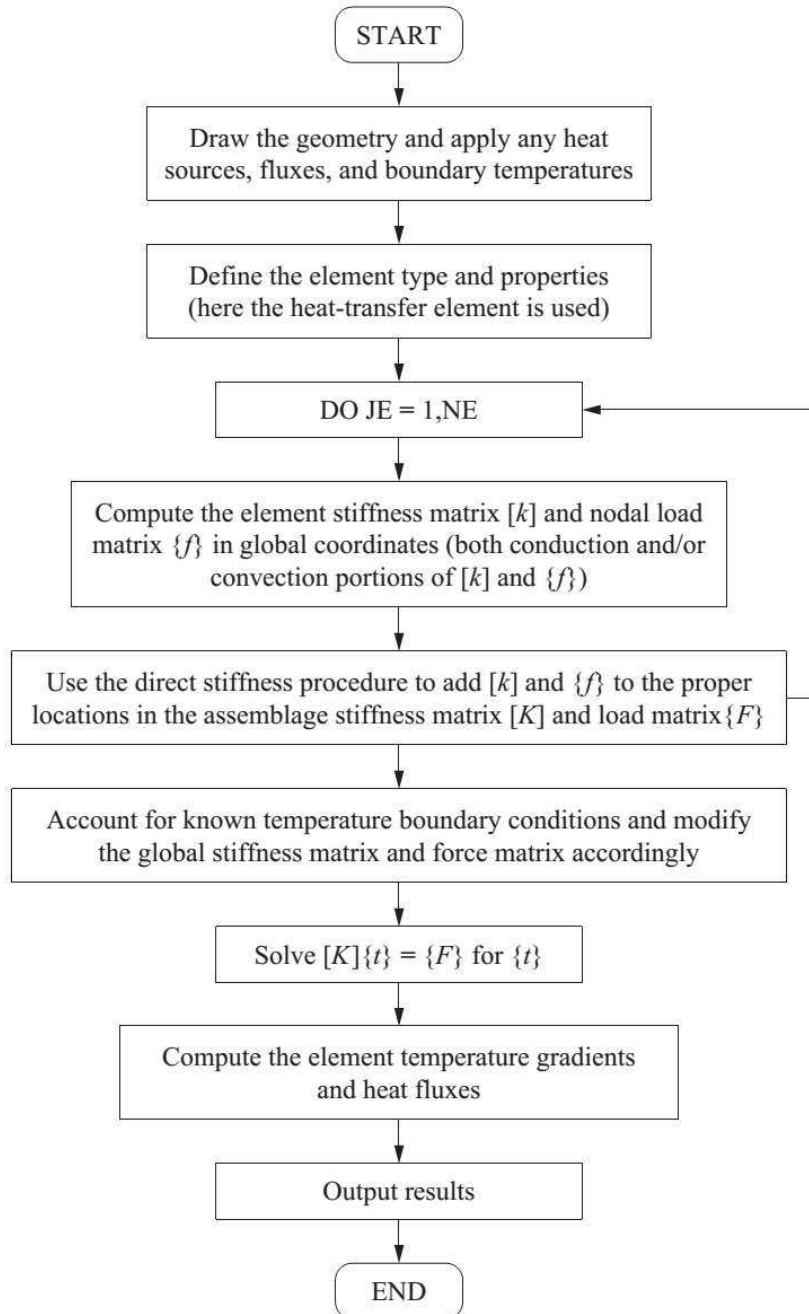 START
Draw the geometry and apply any heat
sources, fluxes, and boundary temperatures
Define the element type and properties
(here the heat-transfer element is used)
DO JE = 1,NE
Compute the element stiffness matrix [k] and nodal load
matrix {f} in global coordinates (both conduction and/or
convection portions of [k] and {f})
Use the direct stiffness procedure to add [k] and {f} to the proper
locations in the assemblage stiffness matrix [K] and load matrix{F}
Account for known temperature boundary conditions and modify
the global stiffness matrix and force matrix accordingly
Solve [K]{t} = {F} for {t}
Compute the element temperature gradients
and heat fluxes
Output results
END